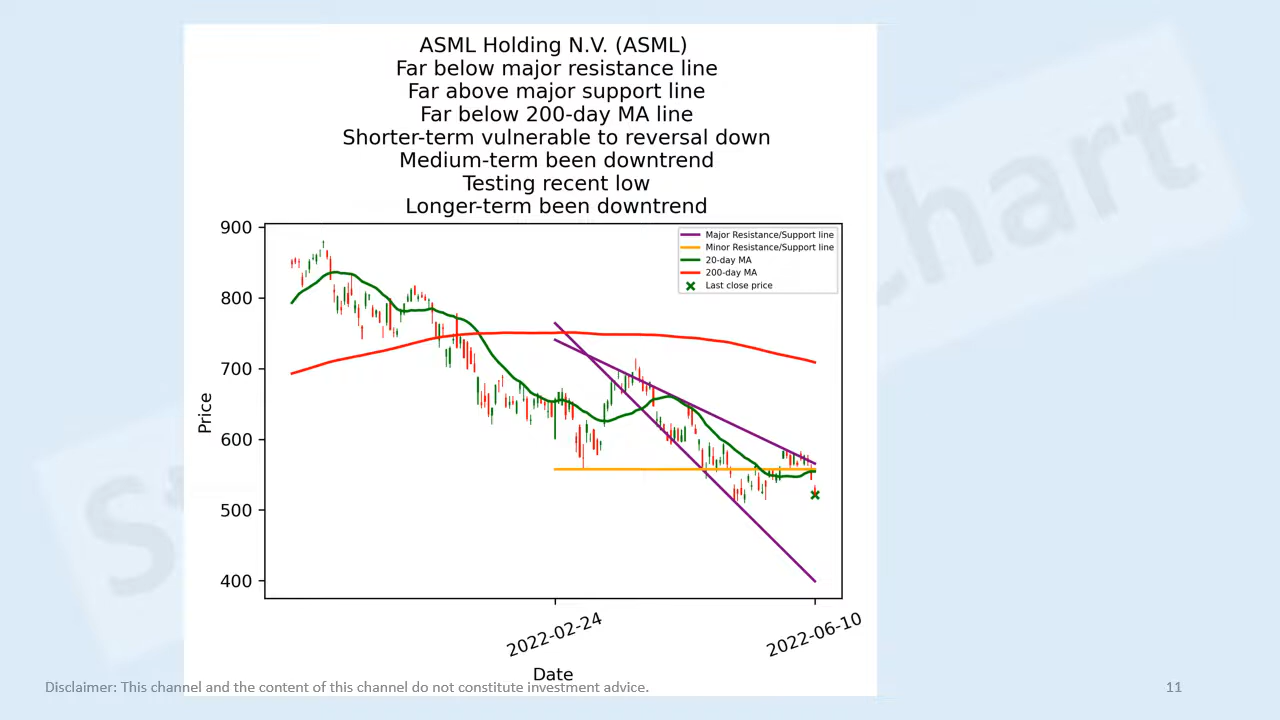 ASML Holding N.V. (ASML)
Far below major resistance line
Far above major support line
Far below 200-day MA line
Shorter-term vulnerable to reversal down
Medium-term been downtrend
Testing recent low
Longer-term been downtrend
900
800
700
600
500
400
Price
Major Resistance/Support line
Minor Resistance/Support line
20-day MA
200-day MA
Last close price
2022-02-24
2022-06-10
Date
Disclaimer: This channel and the content of this channel do not constitute investment advice.
11